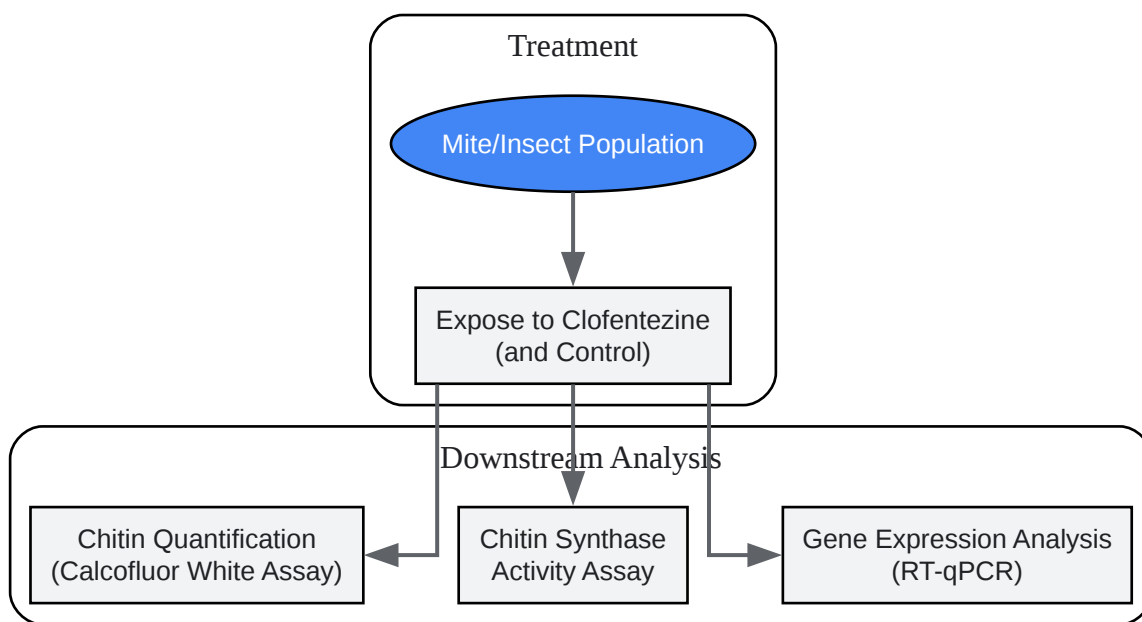 Treatment
Mite/Insect Population
Expose to Clofentezine
(and Control)
Downstream Analysis
Chitin Quantification
(Calcofluor White Assay)
Chitin Synthase
Activity Assay
Gene Expression Analysis
(RT-qPCR)